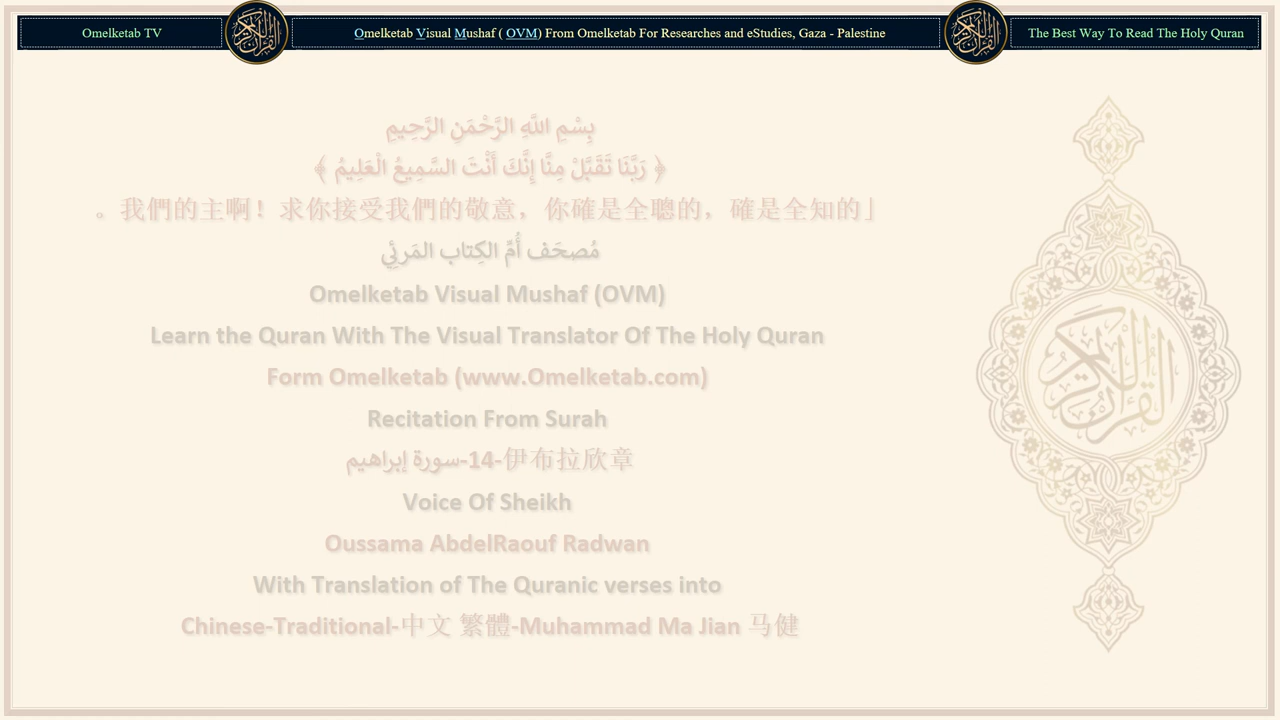 Omelketab TV
Omelketab Visual Mushaf ( OVM) From Omelketab For Researches and eStudies, Gaza - Palestine
The Best Way To Read The Holy Quran
بِسْمِ اللَّهِ الرَّحْمَنِ الرَّحِيمِ
﴿ رَبَّنَا تَقَبَّلْ مِنَّا إِنَّكَ أَنْتَ السَّمِيعُ الْعَلِيمُ ﴾
。我們的主啊！求你接受我們的敬意，你確是全聰的，確是全知的」
مُصحَف أُمِّ الكِتاب المَرئِي
Omelketab Visual Mushaf (OVM)
Learn the Quran With The Visual Translator Of The Holy Quran
Form Omelketab (www.Omelketab.com)
Recitation From Surah
سورة إبراهيم-14-伊布拉欣章
Voice Of Sheikh
Oussama AbdelRaouf Radwan
With Translation of The Quranic verses into
Chinese-Traditional-中文 繁體-Muhammad Ma Jian 马健
القرآن الكريم